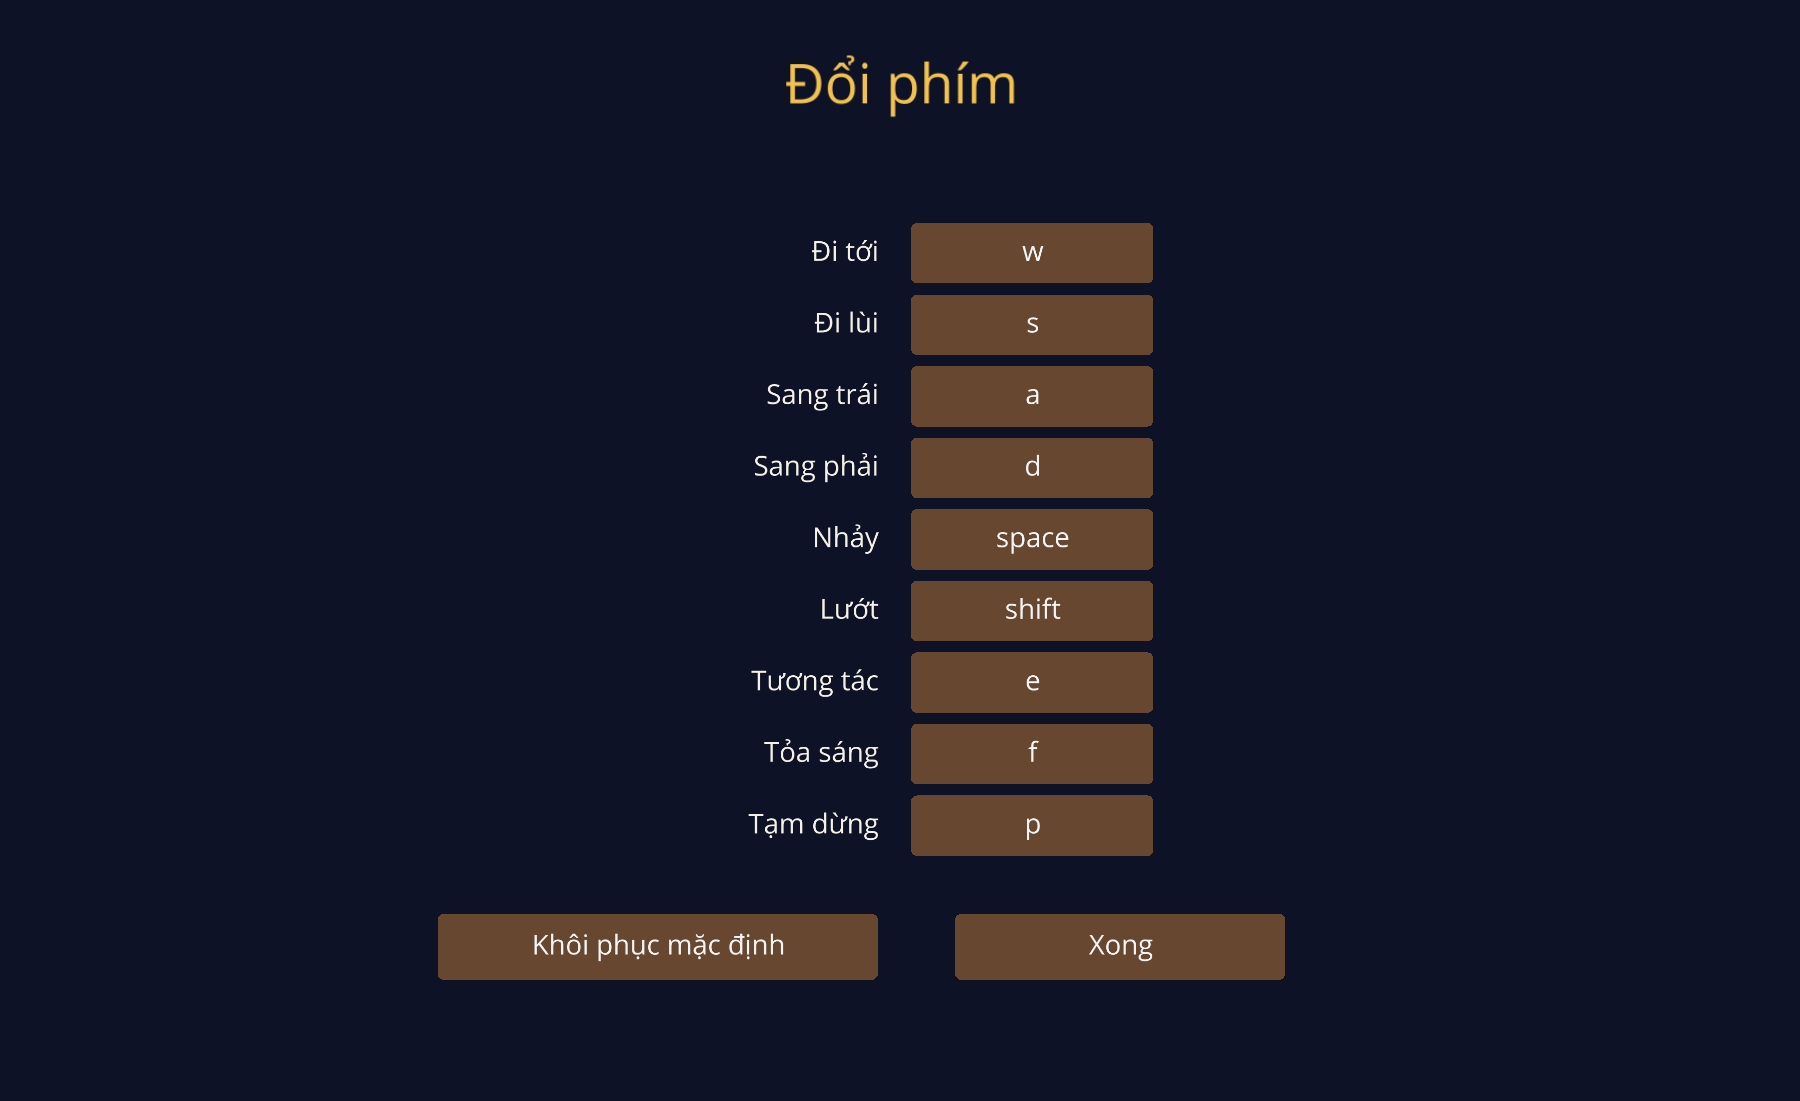 Đổi phím
Đi tới w
Đi lùi s
Sang trái a
Sang phải d
Nhảy space
Lướt shift
Tương tác e
Tỏa sáng f
Tạm dừng p
Khôi phục mặc định Xong